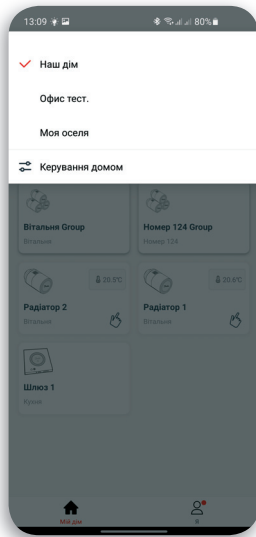 13:09 80%
Наш дім
Офис тест.
Моя оселя
Керування домом
Вітальня Group
Вітальня
Номер 124 Group
Номер 124
20.6°C
Радіатор 2
Вітальня
20.6°C
Радіатор 1
Вітальня
Шлюз 1
Кухня
Мій дім
Я